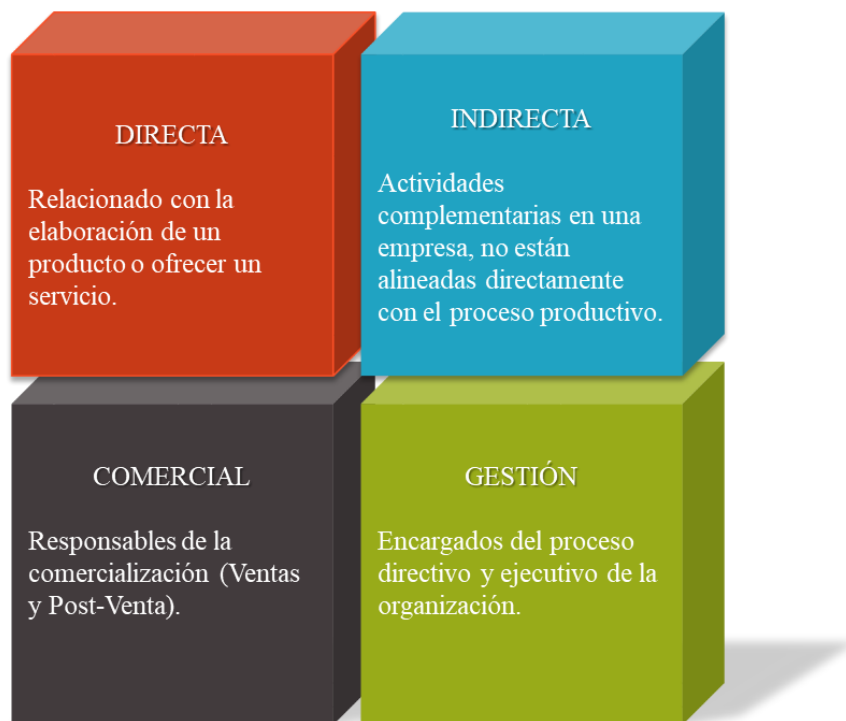 DIRECTA
Relacionado con la
elaboración de un
producto o ofrecer un
servicio.
INDIRECTA
Actividades
complementarias en una
empresa, no están
alineadas directamente
con el proceso productivo.
COMERCIAL
Responsables de la
comercialización (Ventas
y Post-Venta).
GESTIÓN
Encargados del proceso
directivo y ejecutivo de la
organización.